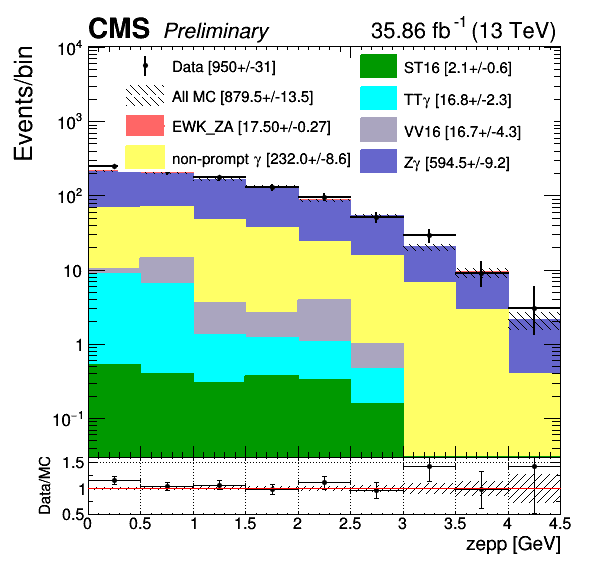 CMS Preliminary 35.86 fb⁻¹ (13 TeV)
Events/bin
10⁴
10³
10²
10
1
10⁻¹
Data [950+/-31]
All MC [879.5+/-13.5]
EWK_ZA [17.50+/-0.27]
non-prompt γ [232.0+/-8.6]
ST16 [2.1+/-0.6]
TTγ [16.8+/-2.3]
VV16 [16.7+/-4.3]
Zγ [594.5+/-9.2]
Data/MC
1.5
1
0.5
0 0.5 1 1.5 2 2.5 3 3.5 4 4.5
zepp [GeV]